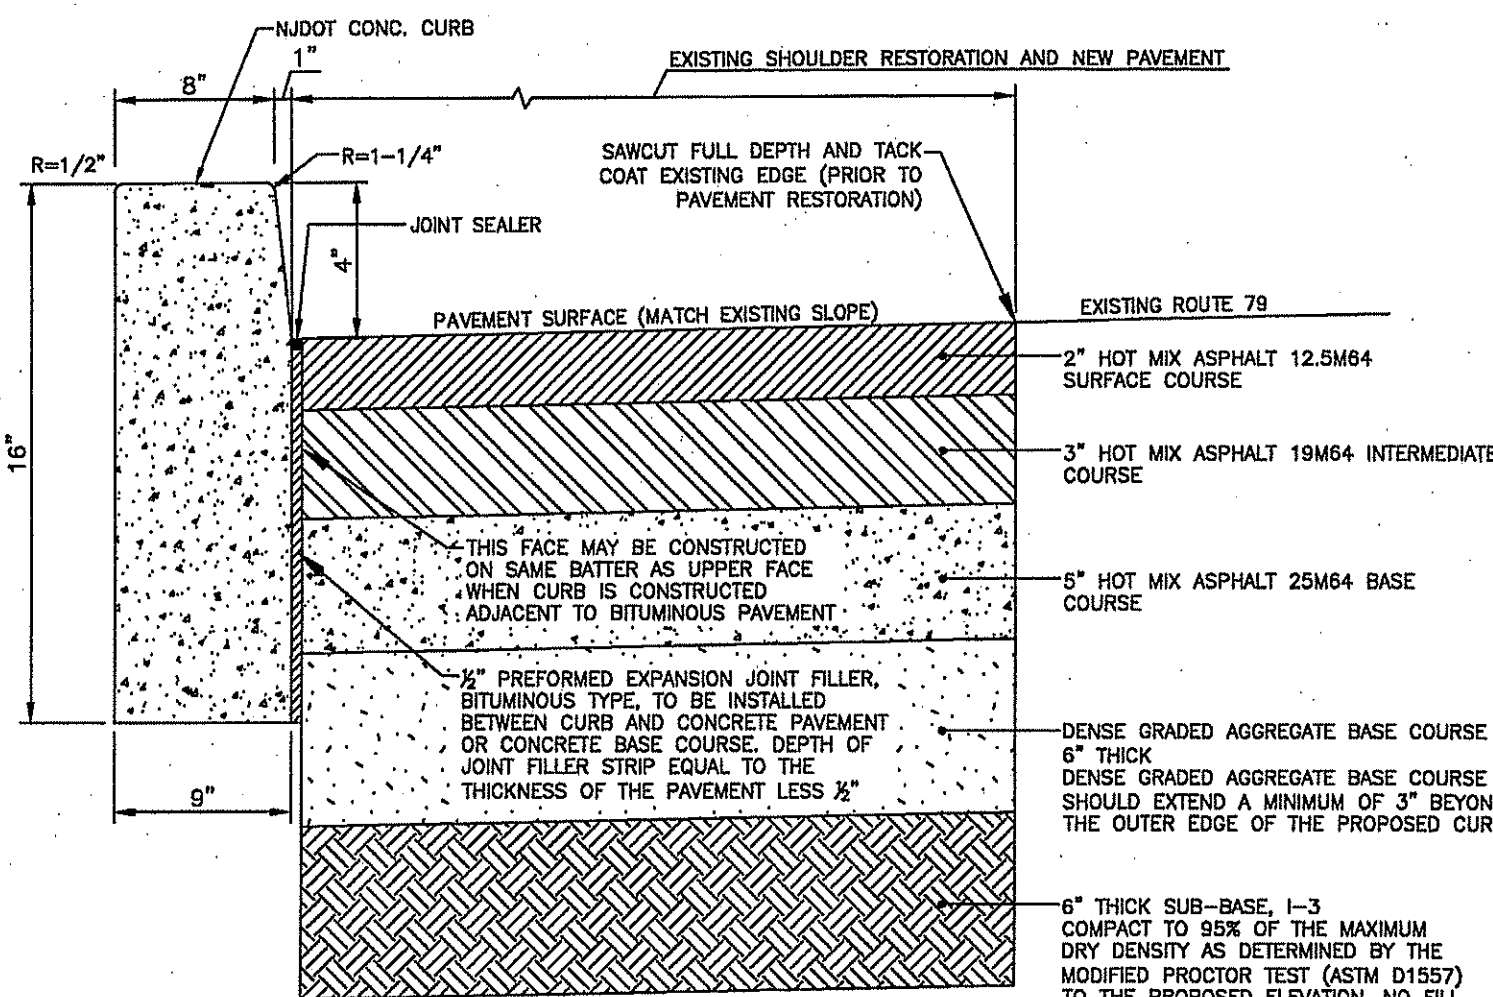 NJDOT CONC. CURB
1"
EXISTING SHOULDER RESTORATION AND NEW PAVEMENT
8"
R=1/2"
R=1-1/4"
SAWCUT FULL DEPTH AND TACK
COAT EXISTING EDGE (PRIOR TO
PAVEMENT RESTORATION)
JOINT SEALER
4"
PAVEMENT SURFACE (MATCH EXISTING SLOPE)
EXISTING ROUTE 79
2" HOT MIX ASPHALT 12.5M64
SURFACE COURSE
16"
3" HOT MIX ASPHALT 19M64 INTERMEDIATE
COURSE
THIS FACE MAY BE CONSTRUCTED
ON SAME BATTER AS UPPER FACE
WHEN CURB IS CONSTRUCTED
ADJACENT TO BITUMINOUS PAVEMENT
5" HOT MIX ASPHALT 25M64 BASE
COURSE
½" PREFORMED EXPANSION JOINT FILLER,
BITUMINOUS TYPE, TO BE INSTALLED
BETWEEN CURB AND CONCRETE PAVEMENT
OR CONCRETE BASE COURSE. DEPTH OF
JOINT FILLER STRIP EQUAL TO THE
THICKNESS OF THE PAVEMENT LESS ½"
9"
DENSE GRADED AGGREGATE BASE COURSE
6" THICK
DENSE GRADED AGGREGATE BASE COURSE
SHOULD EXTEND A MINIMUM OF 3" BEYON
THE OUTER EDGE OF THE PROPOSED CUR
6" THICK SUB-BASE, I-3
COMPACT TO 95% OF THE MAXIMUM
DRY DENSITY AS DETERMINED BY THE
MODIFIED PROCTOR TEST (ASTM D1557)
TO THE PROPOSED ELEVATION. NO FILL